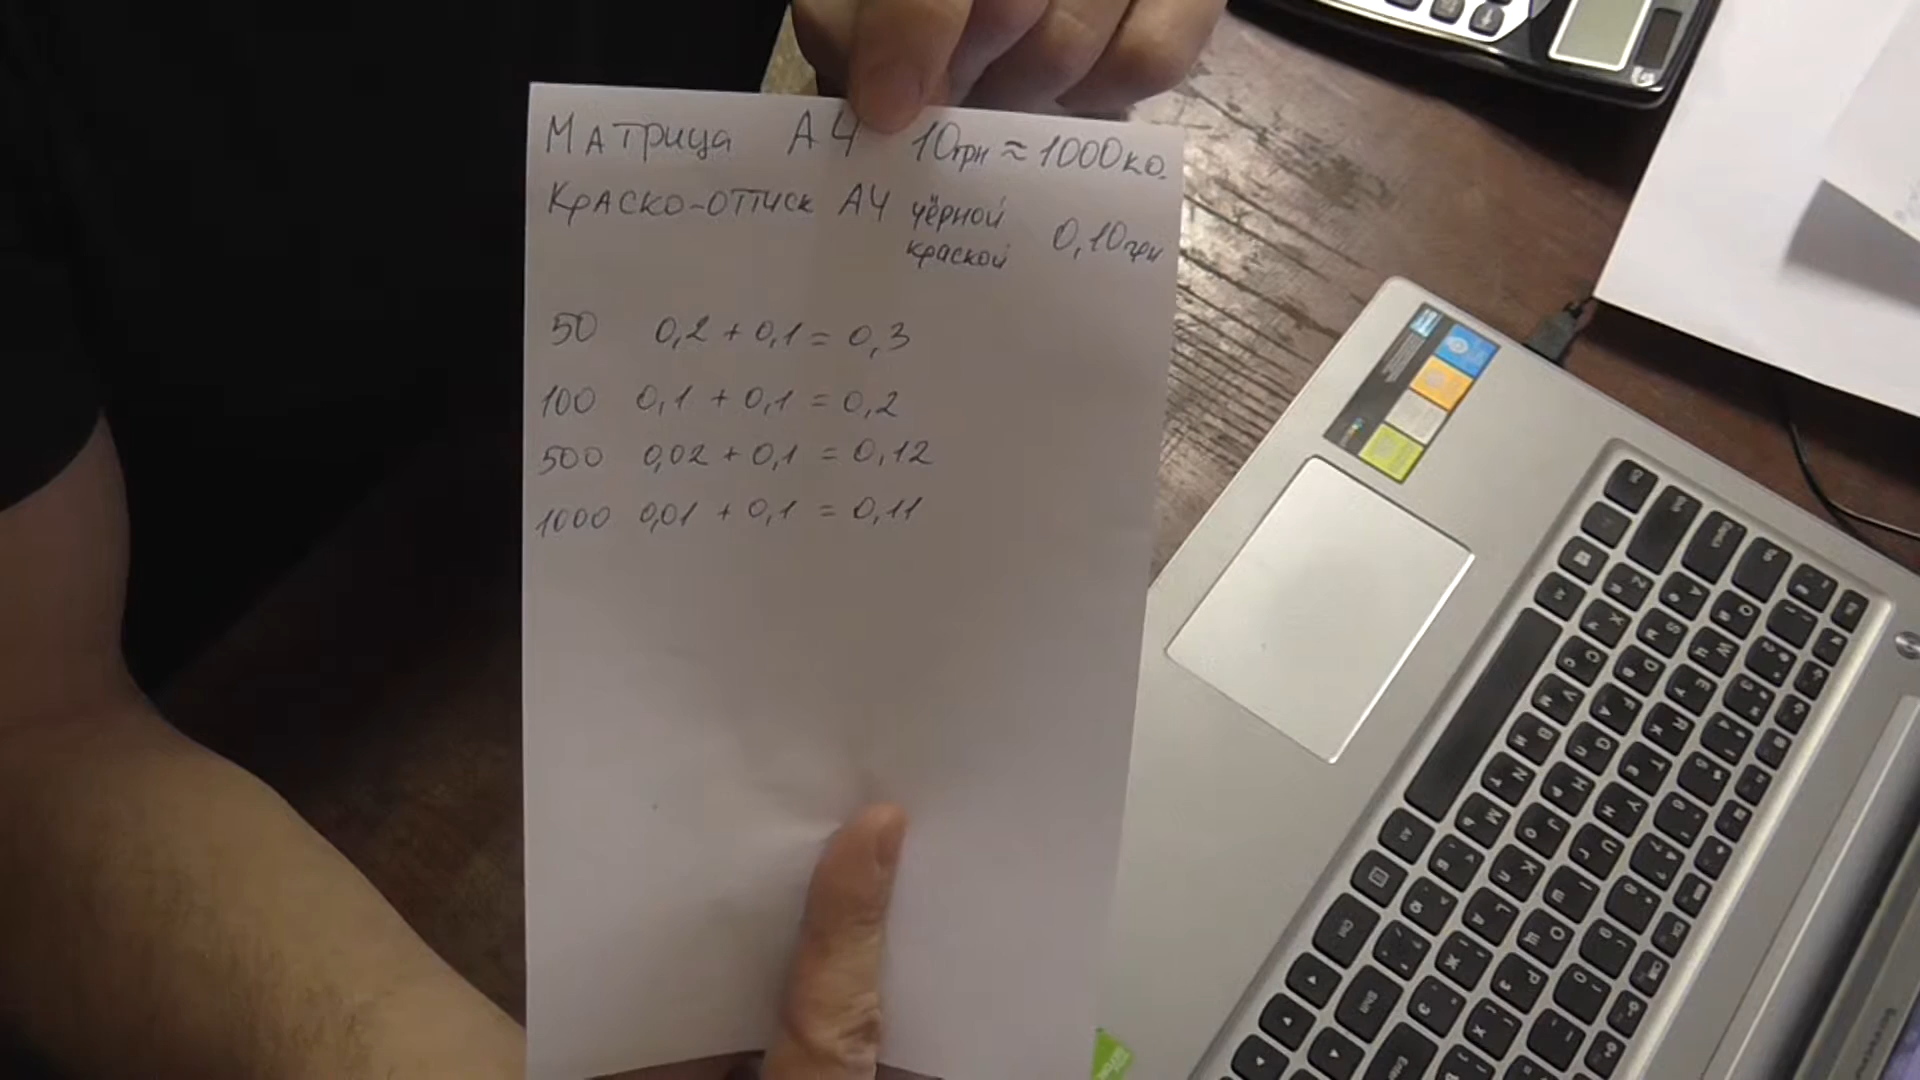 Матрица А4 10грн ≈ 1000ко.
Краско-оттиск А4 чёрной краской 0,10грн
50 0,2 + 0,1 = 0,3
100 0,1 + 0,1 = 0,2
500 0,02 + 0,1 = 0,12
1000 0,01 + 0,1 = 0,11